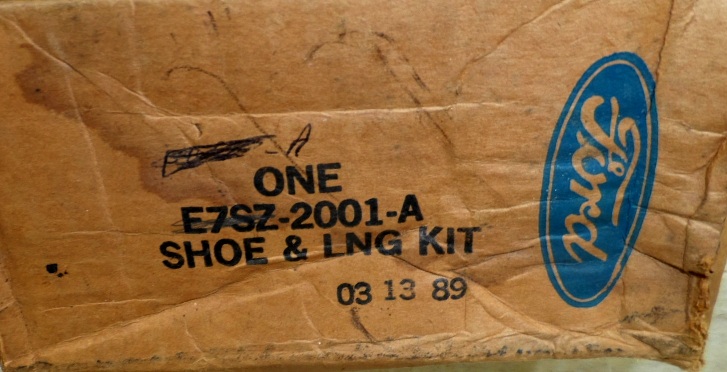 -A
ONE
E7SZ-2001-A
SHOE & LNG KIT
03 13 89
Ford